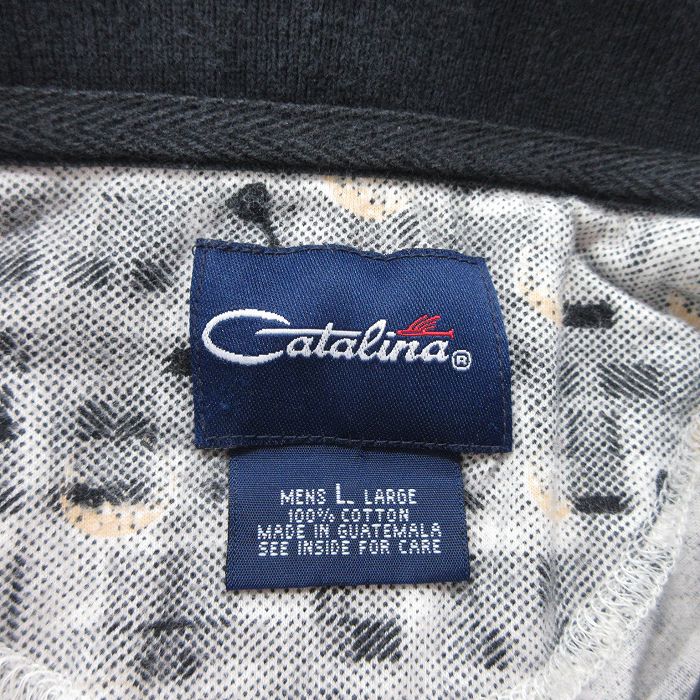 Catalina®
MENS L LARGE
100% COTTON
MADE IN GUATEMALA
SEE INSIDE FOR CARE